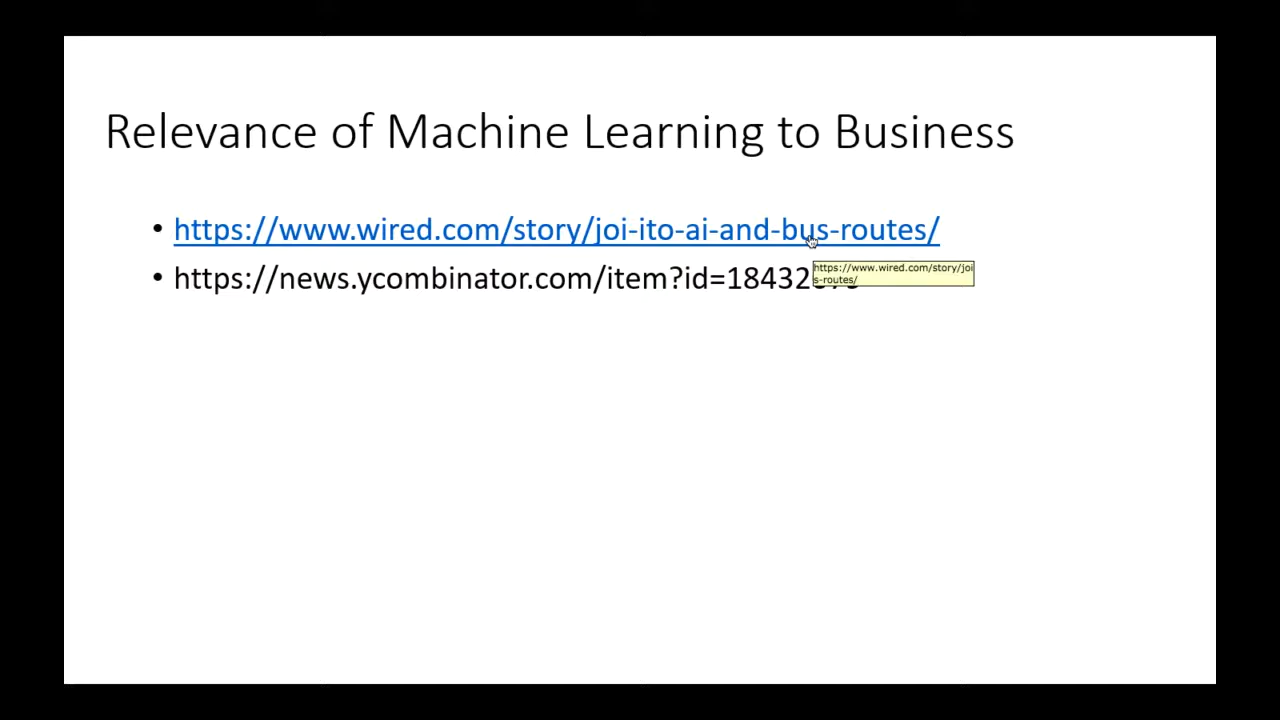 Relevance of Machine Learning to Business
• https://www.wired.com/story/joi-ito-ai-and-bus-routes/
• https://news.ycombinator.com/item?id=18432
https://www.wired.com/story/joi
s-routes/